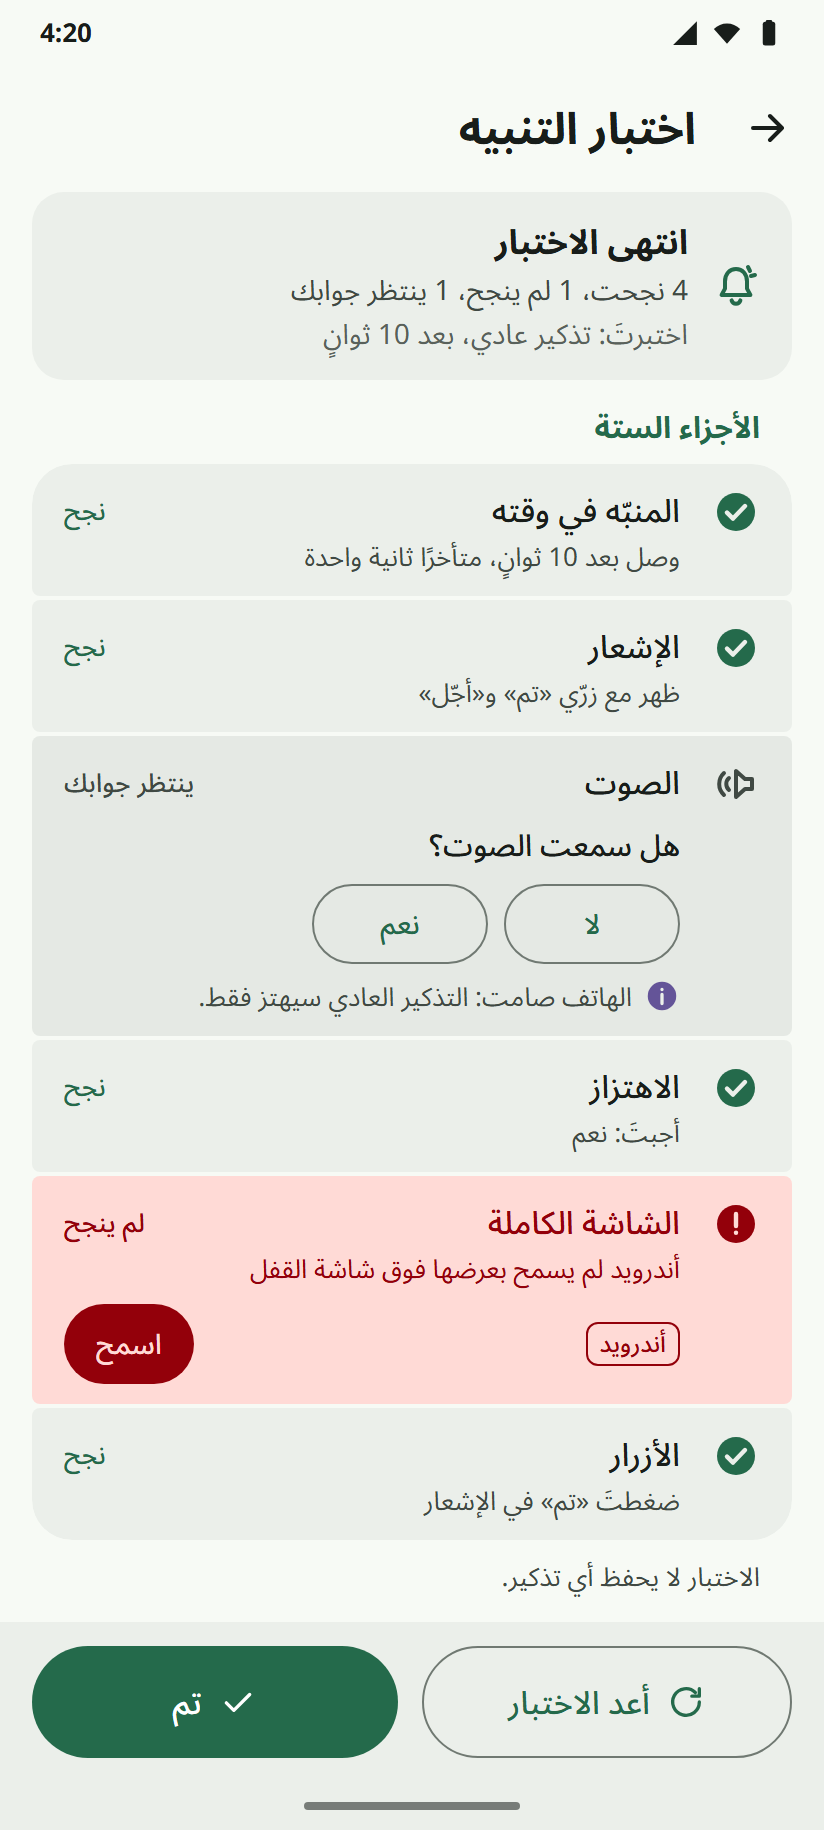 4:20
اختبار التنبيه
انتهى الاختبار
4 نجحت، 1 لم ينجح، 1 ينتظر جوابك
اختبرتَ: تذكير عادي، بعد 10 ثوانٍ
الأجزاء الستة
المنبّه في وقته
نجح
وصل بعد 10 ثوانٍ، متأخرًا ثانية واحدة
الإشعار
نجح
ظهر مع زرّي «تم» و«أجّل»
الصوت
ينتظر جوابك
هل سمعت الصوت؟
لا
نعم
الهاتف صامت: التذكير العادي سيهتز فقط.
الاهتزاز
نجح
أجبتَ: نعم
الشاشة الكاملة
لم ينجح
أندرويد لم يسمح بعرضها فوق شاشة القفل
أندرويد
اسمح
الأزرار
نجح
ضغطتَ «تم» في الإشعار
الاختبار لا يحفظ أي تذكير.
أعد الاختبار
تم